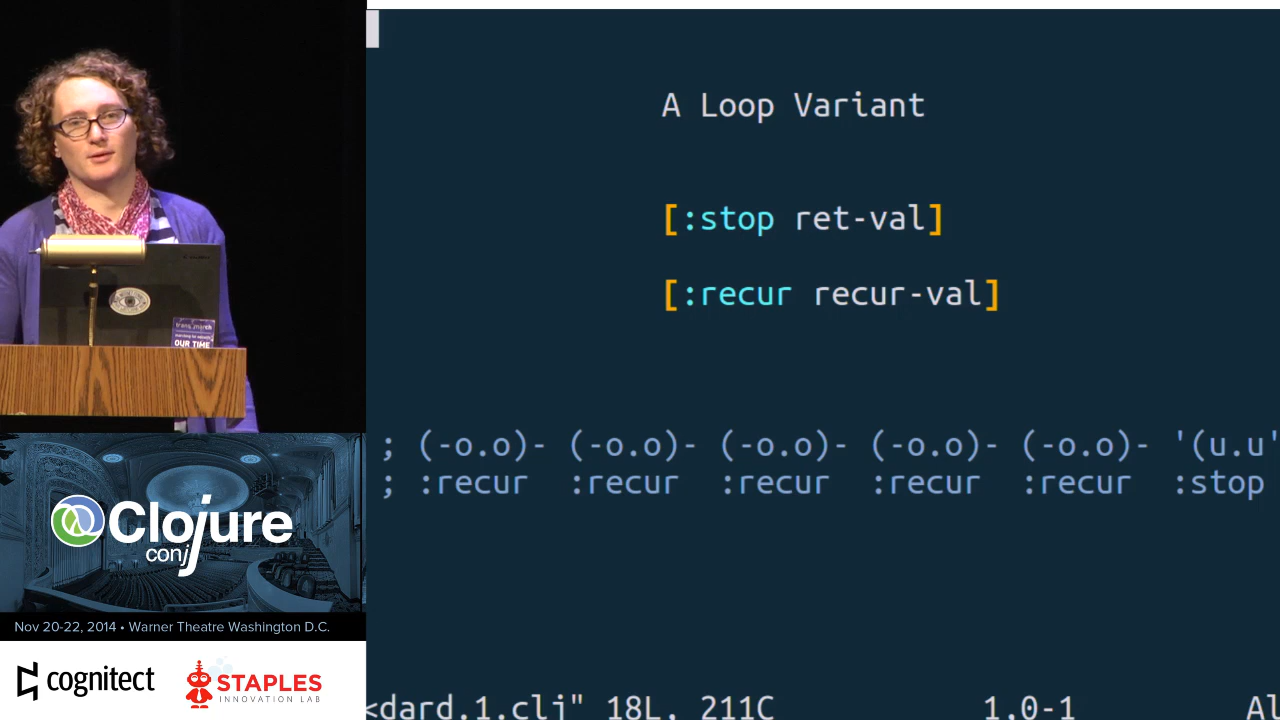 A Loop Variant
[:stop ret-val]
[:recur recur-val]
; (-o.o)- (-o.o)- (-o.o)- (-o.o)- (-o.o)- '(u.u'
; :recur :recur :recur :recur :recur :stop
<dard.1.clj" 18L, 211C 1,0-1 Al
OUR TIME
Clojure
conj
Nov 20-22, 2014 • Warner Theatre Washington D.C.
cognitect
STAPLES
INNOVATION LAB